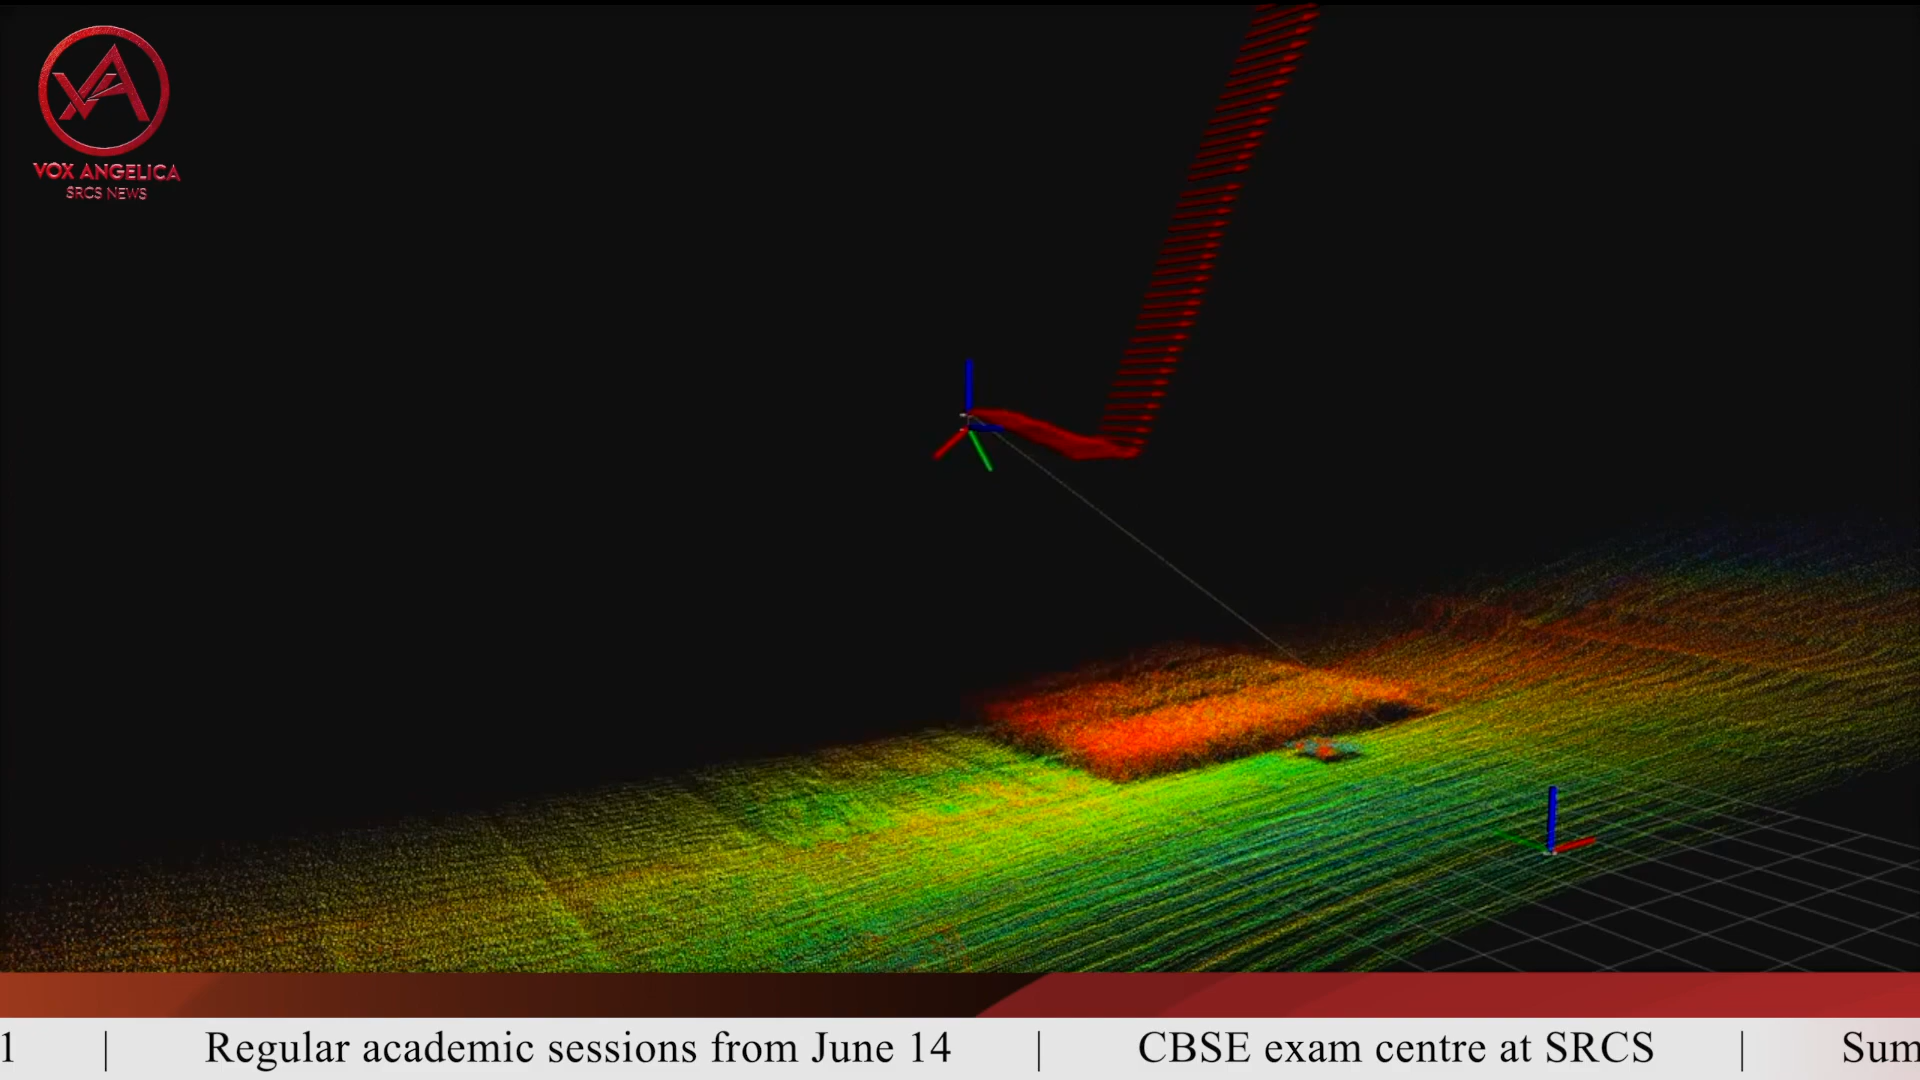 VOX ANGELICA
SRCS NEWS
1 | Regular academic sessions from June 14 | CBSE exam centre at SRCS | Sum